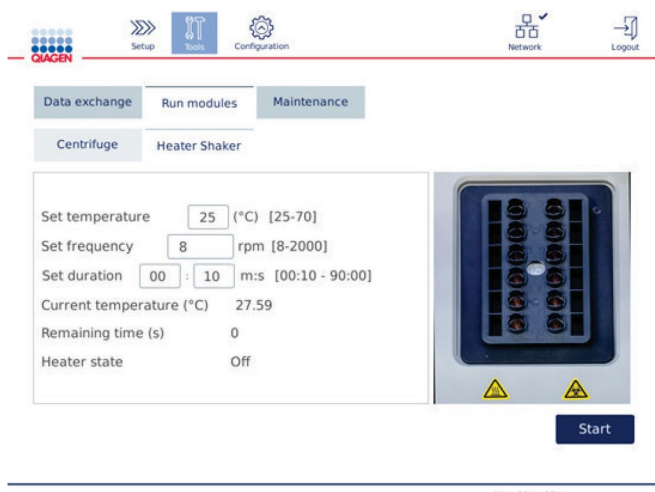 QIAGEN
Setup
Tools
Configuration
Network
Logout
Data exchange Run modules Maintenance
Centrifuge Heater Shaker
Set temperature 25 (°C) [25-70]
Set frequency 8 rpm [8-2000]
Set duration 00 : 10 m:s [00:10 - 90:00]
Current temperature (°C) 27.59
Remaining time (s) 0
Heater state Off
Start